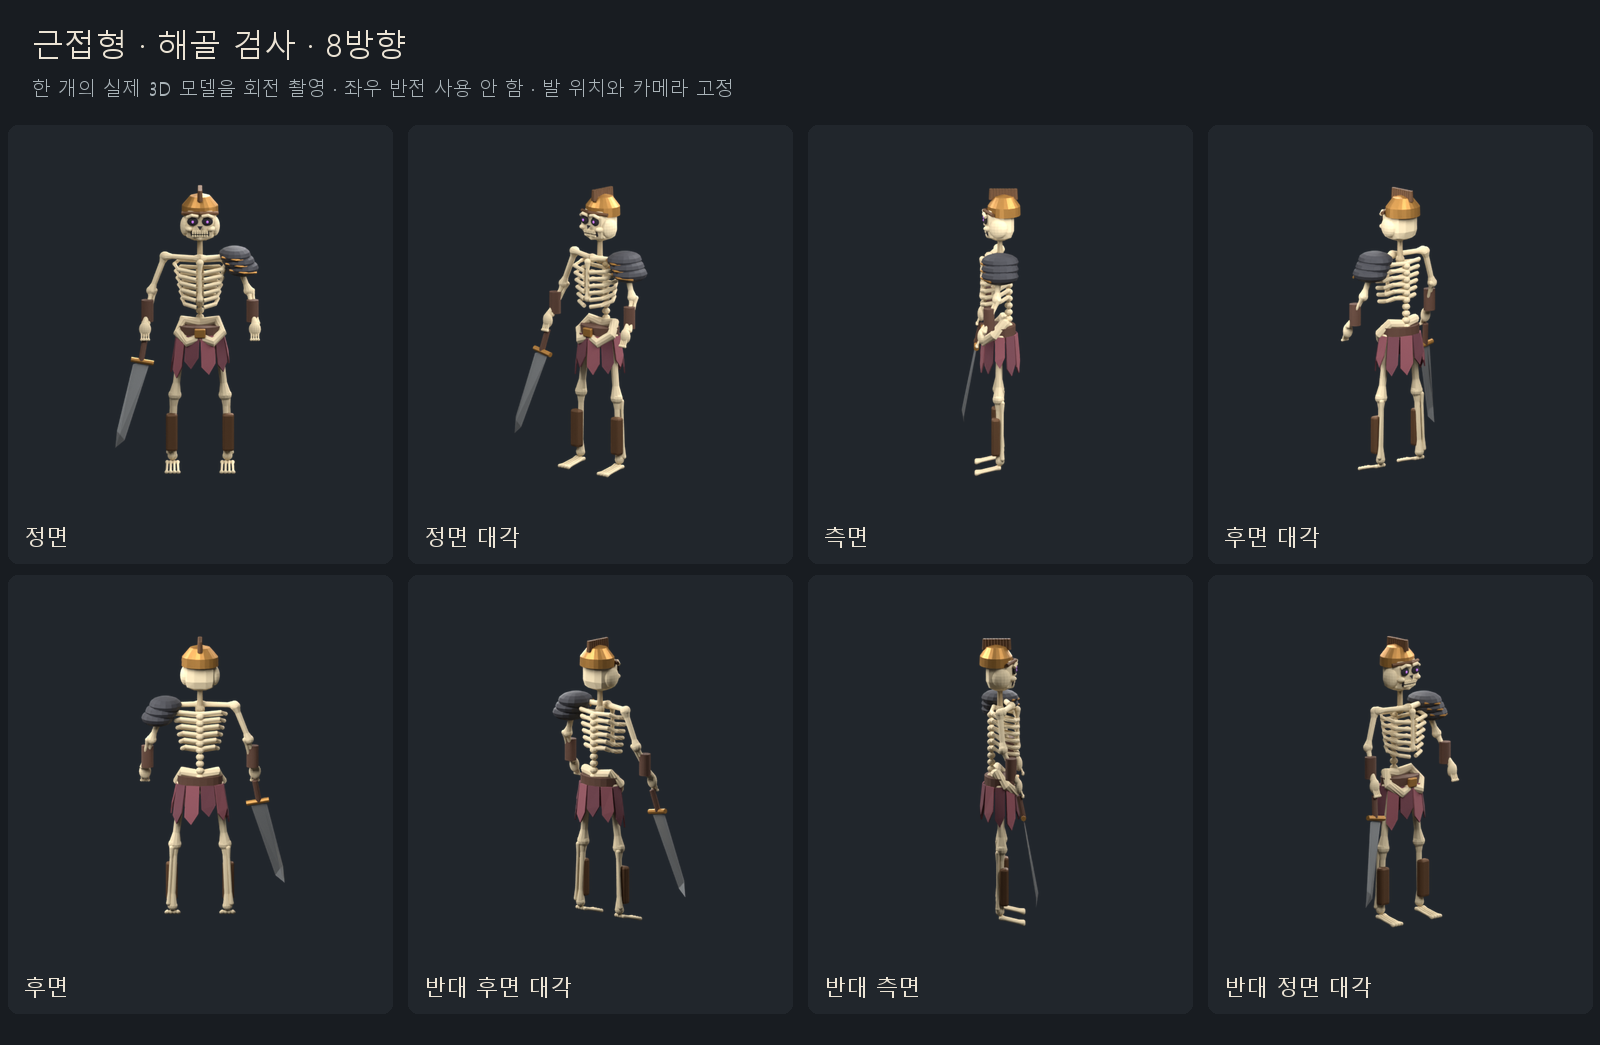 근접형 · 해골 검사 · 8방향
한 개의 실제 3D 모델을 회전 촬영 · 좌우 반전 사용 안 함 · 발 위치와 카메라 고정
정면
정면 대각
측면
후면 대각
후면
반대 후면 대각
반대 측면
반대 정면 대각